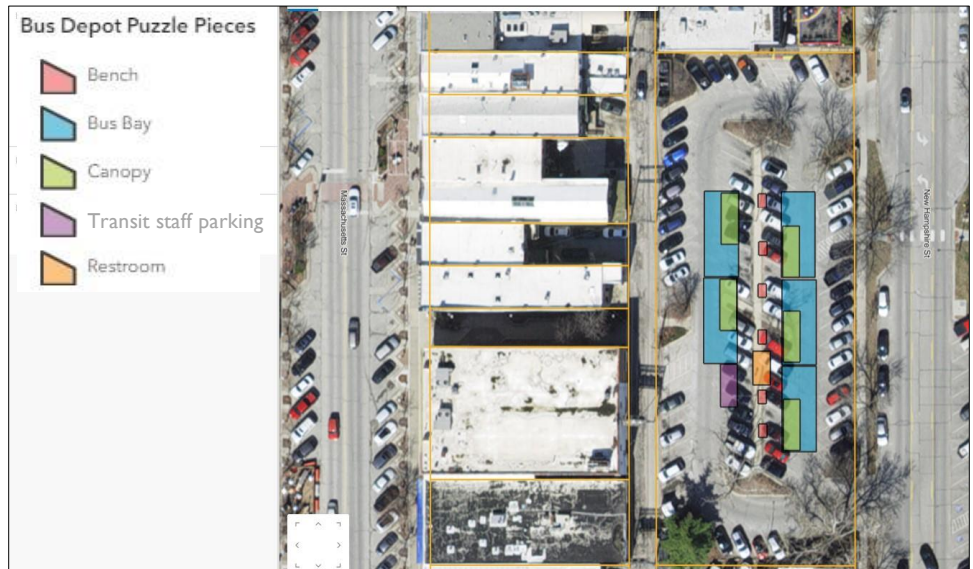 Bus Depot Puzzle Pieces
Bench
Bus Bay
Canopy
Transit staff parking
Restroom
Massachusetts St
New Hampshire St